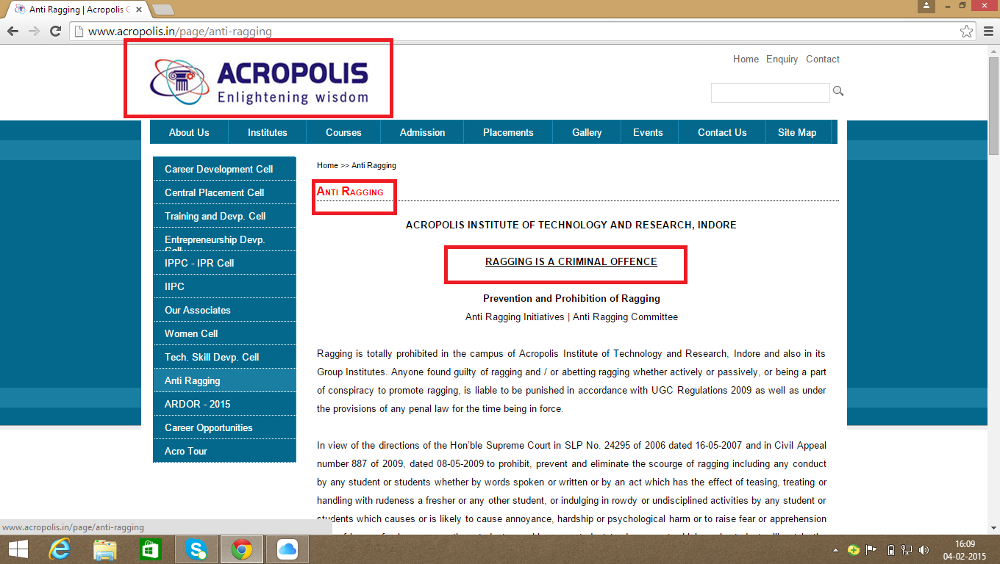 Anti Ragging | Acropolis G
www.acropolis.in/page/anti-ragging
ACROPOLIS
Enlightening wisdom
Home Enquiry Contact
About Us Institutes Courses Admission Placements Gallery Events Contact Us Site Map
Career Development Cell
Central Placement Cell
Training and Devp. Cell
Entrepreneurship Devp.
Cell
IPPC - IPR Cell
IIPC
Our Associates
Women Cell
Tech. Skill Devp. Cell
Anti Ragging
ARDOR - 2015
Career Opportunities
Acro Tour
Home >> Anti Ragging
Anti Ragging
ACROPOLIS INSTITUTE OF TECHNOLOGY AND RESEARCH, INDORE
RAGGING IS A CRIMINAL OFFENCE
Prevention and Prohibition of Ragging
Anti Ragging Initiatives | Anti Ragging Committee
Ragging is totally prohibited in the campus of Acropolis Institute of Technology and Research, Indore and also in its
Group Institutes. Anyone found guilty of ragging and / or abetting ragging whether actively or passively, or being a part
of conspiracy to promote ragging, is liable to be punished in accordance with UGC Regulations 2009 as well as under
the provisions of any penal law for the time being in force.
In view of the directions of the Hon’ble Supreme Court in SLP No. 24295 of 2006 dated 16-05-2007 and in Civil Appeal
number 887 of 2009, dated 08-05-2009 to prohibit, prevent and eliminate the scourge of ragging including any conduct
by any student or students whether by words spoken or written or by an act which has the effect of teasing, treating or
handling with rudeness a fresher or any other student, or indulging in rowdy or undisciplined activities by any student or
students which causes or is likely to cause annoyance, hardship or psychological harm or to raise fear or apprehension
www.acropolis.in/page/anti-ragging
16:09
04-02-2015